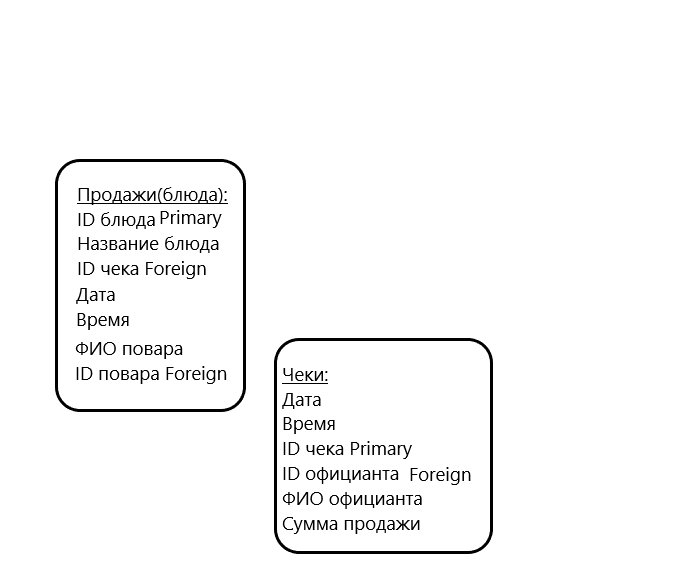 Продажи(блюда):
ID блюда Primary
Название блюда
ID чека Foreign
Дата
Время
ФИО повара
ID повара Foreign
Чеки:
Дата
Время
ID чека Primary
ID официанта Foreign
ФИО официанта
Сумма продажи